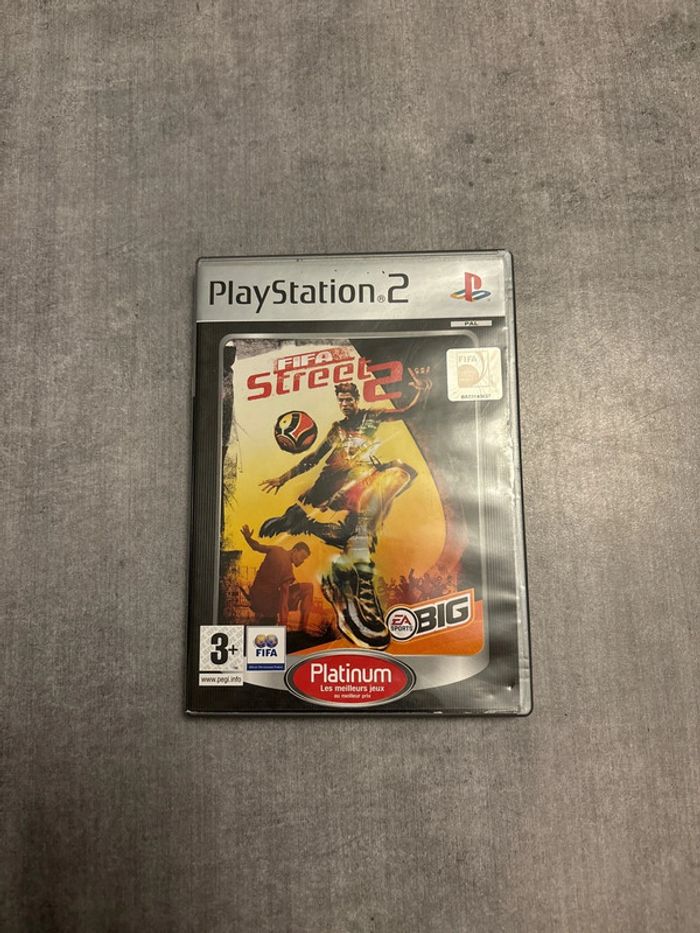 PlayStation®2
PAL
FIFA
Street 2
FIFA
EA
SPORTS
BIG
3+
www.pegi.info
FIFA
Platinum
Les meilleurs jeux
au meilleur prix